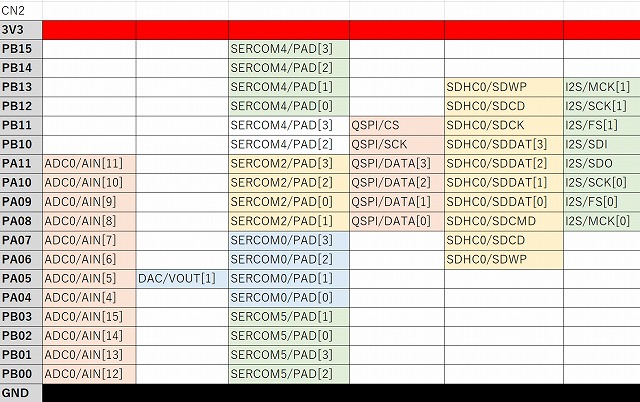 CN2
3V3
PB15 SERCOM4/PAD[3]
PB14 SERCOM4/PAD[2]
PB13 SERCOM4/PAD[1] SDHC0/SDWP I2S/MCK[1]
PB12 SERCOM4/PAD[0] SDHC0/SDCD I2S/SCK[1]
PB11 SERCOM4/PAD[3] QSPI/CS SDHC0/SDCK I2S/FS[1]
PB10 SERCOM4/PAD[2] QSPI/SCK SDHC0/SDDAT[3] I2S/SDI
PA11 ADC0/AIN[11] SERCOM2/PAD[3] QSPI/DATA[3] SDHC0/SDDAT[2] I2S/SDO
PA10 ADC0/AIN[10] SERCOM2/PAD[2] QSPI/DATA[2] SDHC0/SDDAT[1] I2S/SCK[0]
PA09 ADC0/AIN[9] SERCOM2/PAD[0] QSPI/DATA[1] SDHC0/SDDAT[0] I2S/FS[0]
PA08 ADC0/AIN[8] SERCOM2/PAD[1] QSPI/DATA[0] SDHC0/SDCMD I2S/MCK[0]
PA07 ADC0/AIN[7] SERCOM0/PAD[3] SDHC0/SDCD
PA06 ADC0/AIN[6] SERCOM0/PAD[2] SDHC0/SDWP
PA05 ADC0/AIN[5] DAC/VOUT[1] SERCOM0/PAD[1]
PA04 ADC0/AIN[4] SERCOM0/PAD[0]
PB03 ADC0/AIN[15] SERCOM5/PAD[1]
PB02 ADC0/AIN[14] SERCOM5/PAD[0]
PB01 ADC0/AIN[13] SERCOM5/PAD[3]
PB00 ADC0/AIN[12] SERCOM5/PAD[2]
GND